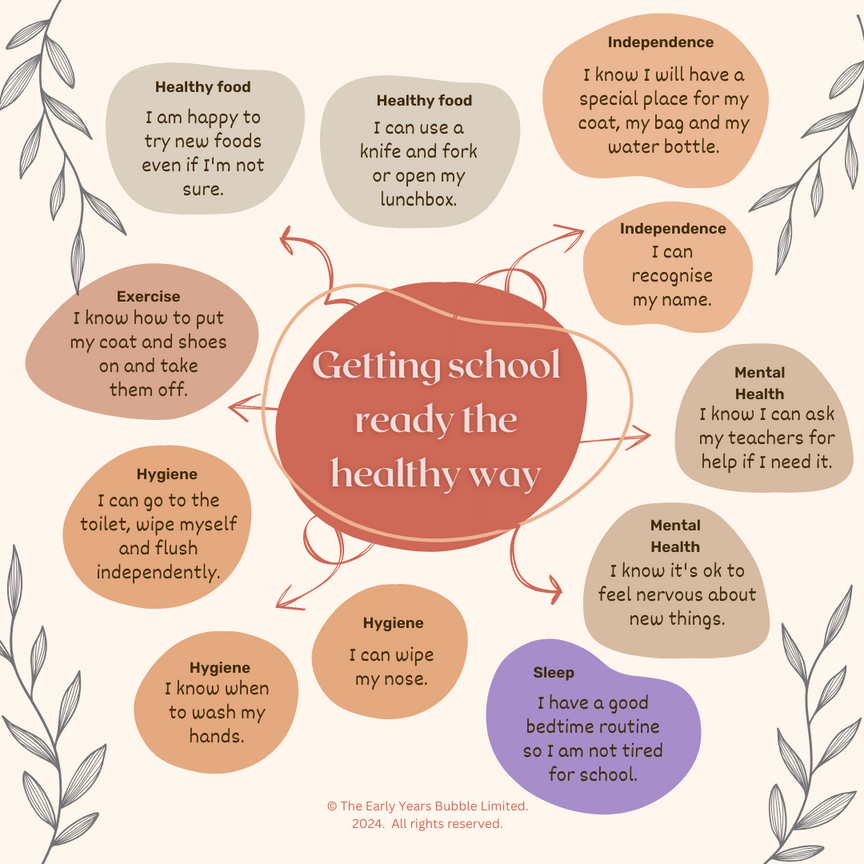 Healthy food
I am happy to
try new foods
even if I'm not
sure.
Healthy food
I can use a
knife and fork
or open my
lunchbox.
Independence
I know I will have a
special place for my
coat, my bag and my
water bottle.
Independence
I can
recognise
my name.
Exercise
I know how to put
my coat and shoes
on and take
them off.
Getting school
ready the
healthy way
Mental
Health
I know I can ask
my teachers for
help if I need it.
Hygiene
I can go to the
toilet, wipe myself
and flush
independently.
Mental
Health
I know it's ok to
feel nervous about
new things.
Hygiene
I can wipe
my nose.
Hygiene
I know when
to wash my
hands.
Sleep
I have a good
bedtime routine
so I am not tired
for school.
© The Early Years Bubble Limited.
2024. All rights reserved.